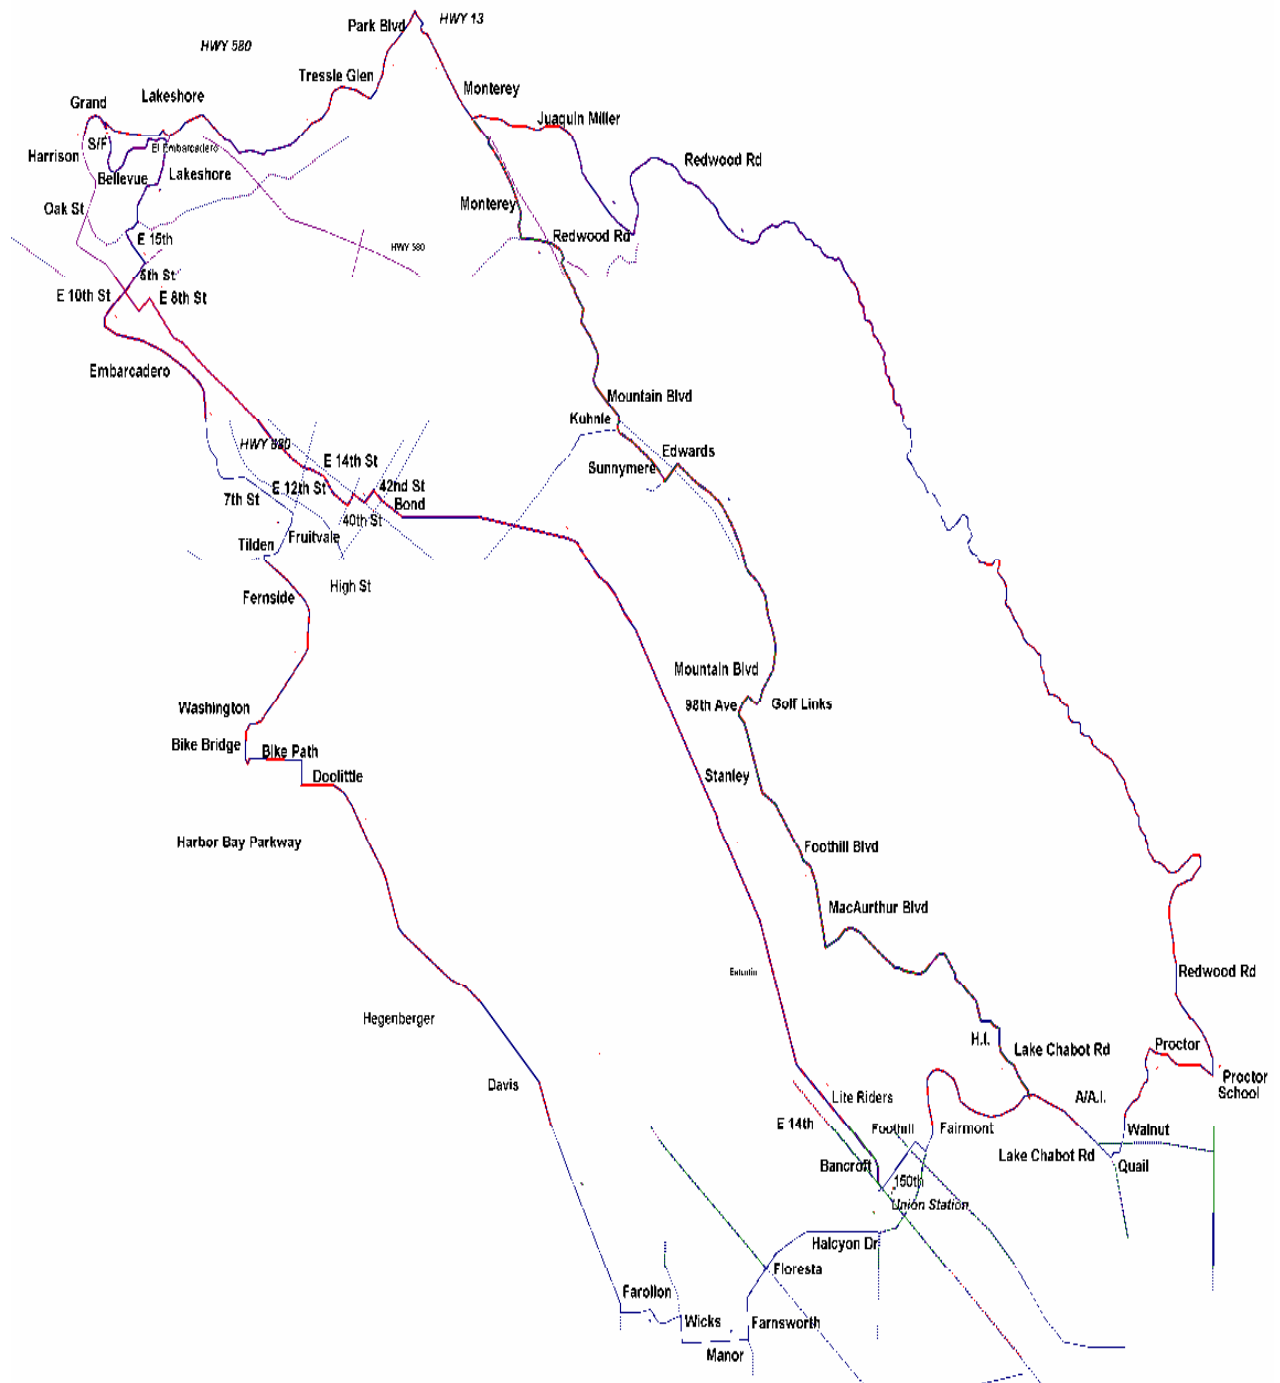 Park Blvd
HWY 13
HWY 580
Tressle Glen
Monterey
Lakeshore
Grand
Juaquin Miller
S/F
El Embarcadero
Harrison
Redwood Rd
Bellevue
Lakeshore
Oak St
Monterey
E 15th
Redwood Rd
HWY 580
5th St
E 10th St
E 8th St
Embarcadero
Mountain Blvd
Kuhnle
HWY 880
Edwards
E 14th St
Sunnymere
E 12th St
42nd St
7th St
Bond
40th St
Fruitvale
Tilden
High St
Fernside
Mountain Blvd
98th Ave
Golf Links
Washington
Bike Bridge
Bike Path
Doolittle
Stanley
Harbor Bay Parkway
Foothill Blvd
MacAurthur Blvd
Redwood Rd
Hegenberger
H.I.
Lake Chabot Rd
Proctor
Davis
Proctor
School
Lite Riders
A/A.I.
E 14th
Foothill
Fairmont
Walnut
Lake Chabot Rd
Bancroft
Quail
150th
Union Station
Halcyon Dr
Floresta
Farollon
Wicks
Farnsworth
Manor